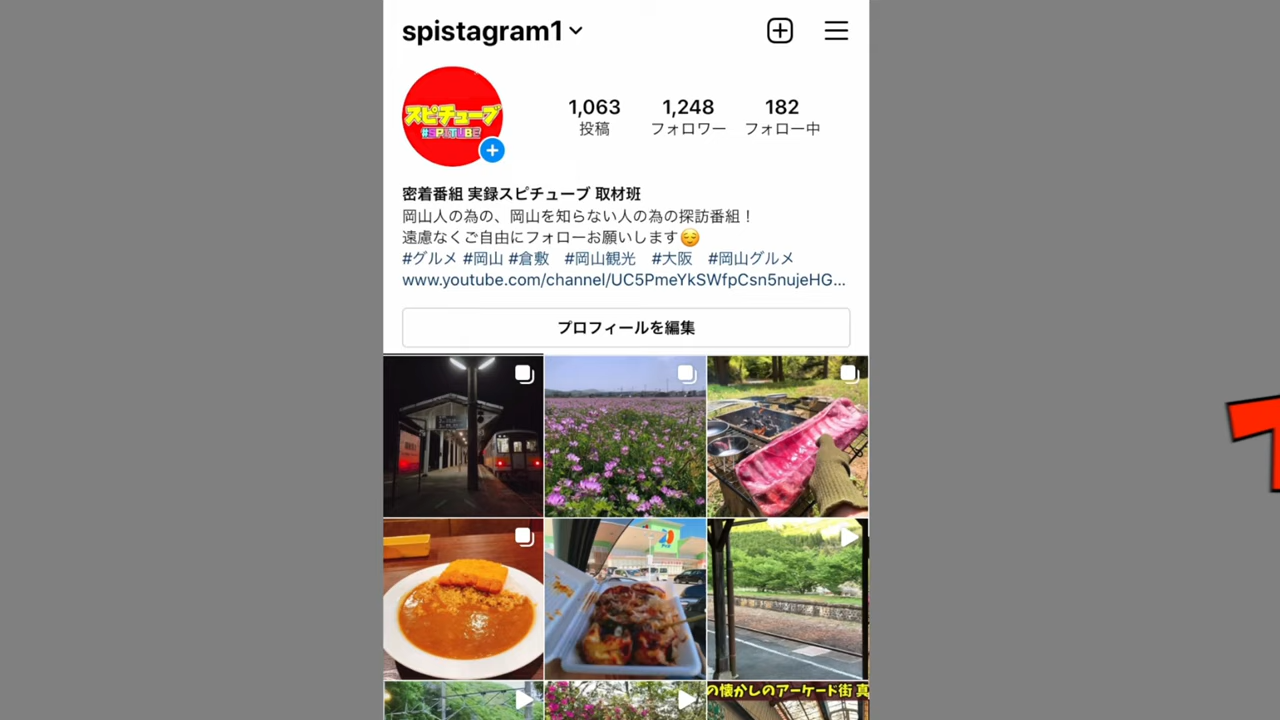 spistagram1
スピチューブ
#SPITUBE
1,063 1,248 182
投稿 フォロワー フォロー中
密着番組 実録スピチューブ 取材班
岡山人の為の、岡山を知らない人の為の探訪番組！
遠慮なくご自由にフォローお願いします😌
#グルメ #岡山 #倉敷　#岡山観光　#大阪　#岡山グルメ
www.youtube.com/channel/UC5PmeYkSWfpCsn5nujeHG...
プロフィールを編集
の懐かしのアーケード街 真